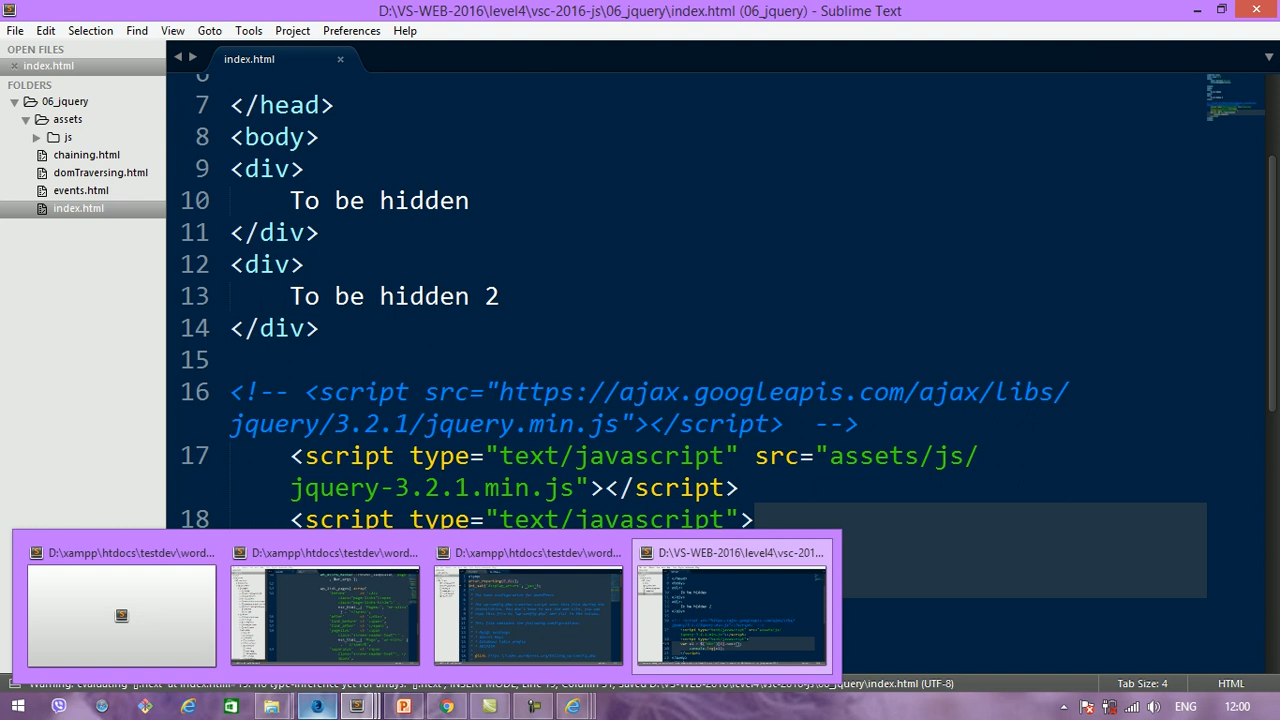 D:\VS-WEB-2016\level4\vsc-2016-js\06_jquery\index.html (06_jquery) - Sublime Text
File Edit Selection Find View Goto Tools Project Preferences Help
OPEN FILES
index.html
FOLDERS
06_jquery
assets
js
chaining.html
domTraversing.html
events.html
index.html
index.html
6
7 </head>
8 <body>
9 <div>
10 To be hidden
11 </div>
12 <div>
13 To be hidden 2
14 </div>
15
16 <!-- <script src="https://ajax.googleapis.com/ajax/libs/
jquery/3.2.1/jquery.min.js"></script> -->
17 <script type="text/javascript" src="assets/js/
jquery-3.2.1.min.js"></script>
18 <script type="text/javascript">
D:\xampp\htdocs\testdev\word...
D:\xampp\htdocs\testdev\word...
D:\xampp\htdocs\testdev\word...
D:\VS-WEB-2016\level4\vsc-201...
\06_jquery\index.html (UTF-8)
Tab Size: 4
HTML
ENG
12:00